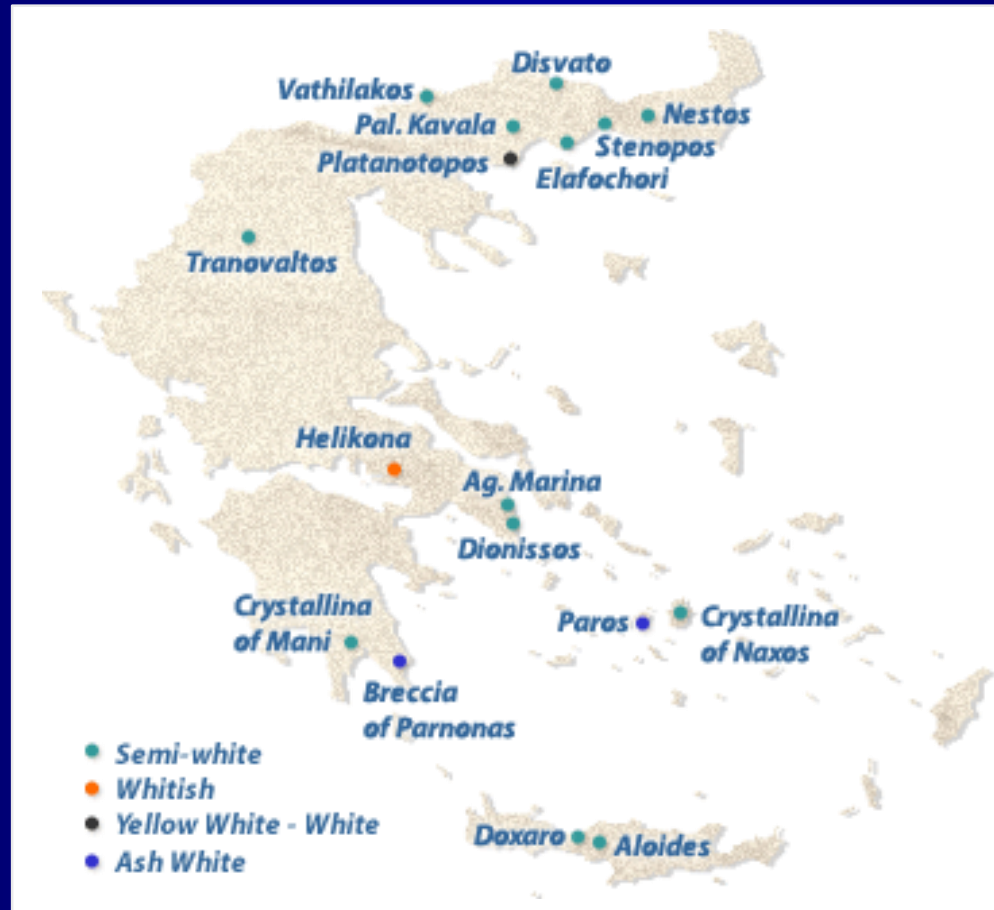 Disvato
Vathilakos
Nestos
Pal. Kavala
Stenopos
Platanotopos
Elafochori
Tranovaltos
Helikona
Ag. Marina
Dionissos
Crystallina
of Mani
Paros
Crystallina
of Naxos
Breccia
of Parnonas
Semi-white
Whitish
Yellow White - White
Ash White
Doxaro
Aloides